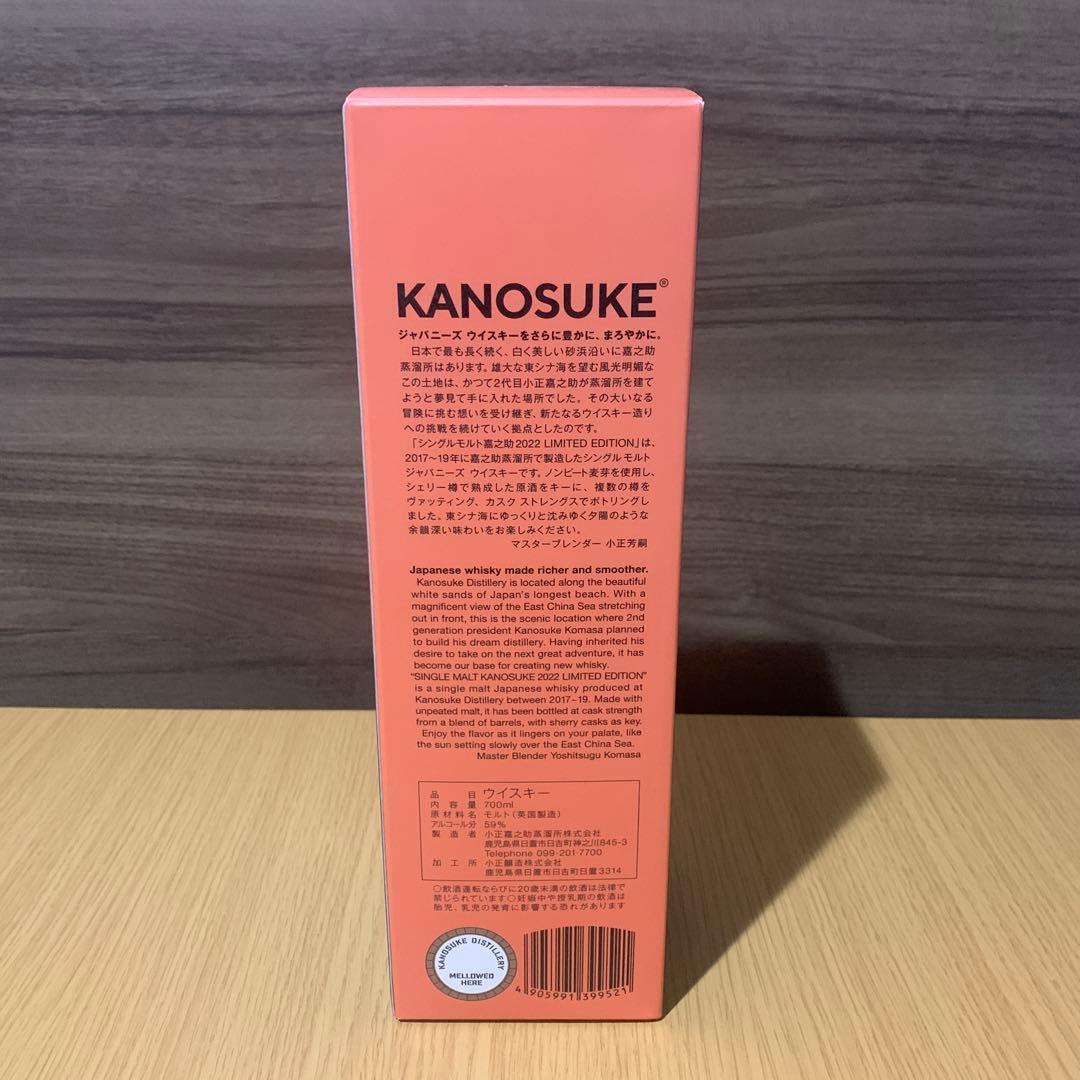 KANOSUKE®
ジャパニーズ ウイスキーをさらに豊かに、まろやかに。
日本で最も長く続く、白く美しい砂浜沿いに嘉之助
蒸溜所はあります。雄大な東シナ海を望む風光明媚な
この土地は、かつて2代目小正嘉之助が蒸溜所を建て
ようと夢見て手に入れた場所でした。その大いなる
冒険に挑む想いを受け継ぎ、新たなるウイスキー造り
への挑戦を続けていく拠点としたのです。
「シングルモルト嘉之助2022 LIMITED EDITION」は、
2017〜19年に嘉之助蒸溜所で製造したシングル モルト
ジャパニーズ ウイスキーです。ノンピート麦芽を使用し、
シェリー樽で熟成した原酒をキーに、複数の樽を
ヴァッティング、カスク ストレングスでボトリングし
ました。東シナ海にゆっくりと沈みゆく夕陽のような
余韻深い味わいをお楽しみください。
マスターブレンダー 小正芳嗣
Japanese whisky made richer and smoother.
Kanosuke Distillery is located along the beautiful
white sands of Japan's longest beach. With a
magnificent view of the East China Sea stretching
out in front, this is the scenic location where 2nd
generation president Kanosuke Komasa planned
to build his dream distillery. Having inherited his
desire to take on the next great adventure, it has
become our base for creating new whisky.
"SINGLE MALT KANOSUKE 2022 LIMITED EDITION"
is a single malt Japanese whisky produced at
Kanosuke Distillery between 2017-19. Made with
unpeated malt, it has been bottled at cask strength
from a blend of barrels, with sherry casks as key.
Enjoy the flavor as it lingers on your palate, like
the sun setting slowly over the East China Sea.
Master Blender Yoshitsugu Komasa
品目 ウイスキー
内容量 700ml
原材料名 モルト(英国製造)
アルコール分 59%
製造者 小正嘉之助蒸溜所株式会社
鹿児島県日置市日吉町神之川845-3
Telephone 099-201-7700
加工所 小正醸造株式会社
鹿児島県日置市日吉町日置3314
○飲酒運転ならびに20歳未満の飲酒は法律で
禁じられています○妊娠中や授乳期の飲酒は
胎児、乳児の発育に影響する恐れがあります
KANOSUKE DISTILLERY
MELLOWED
HERE
4 905991 399521